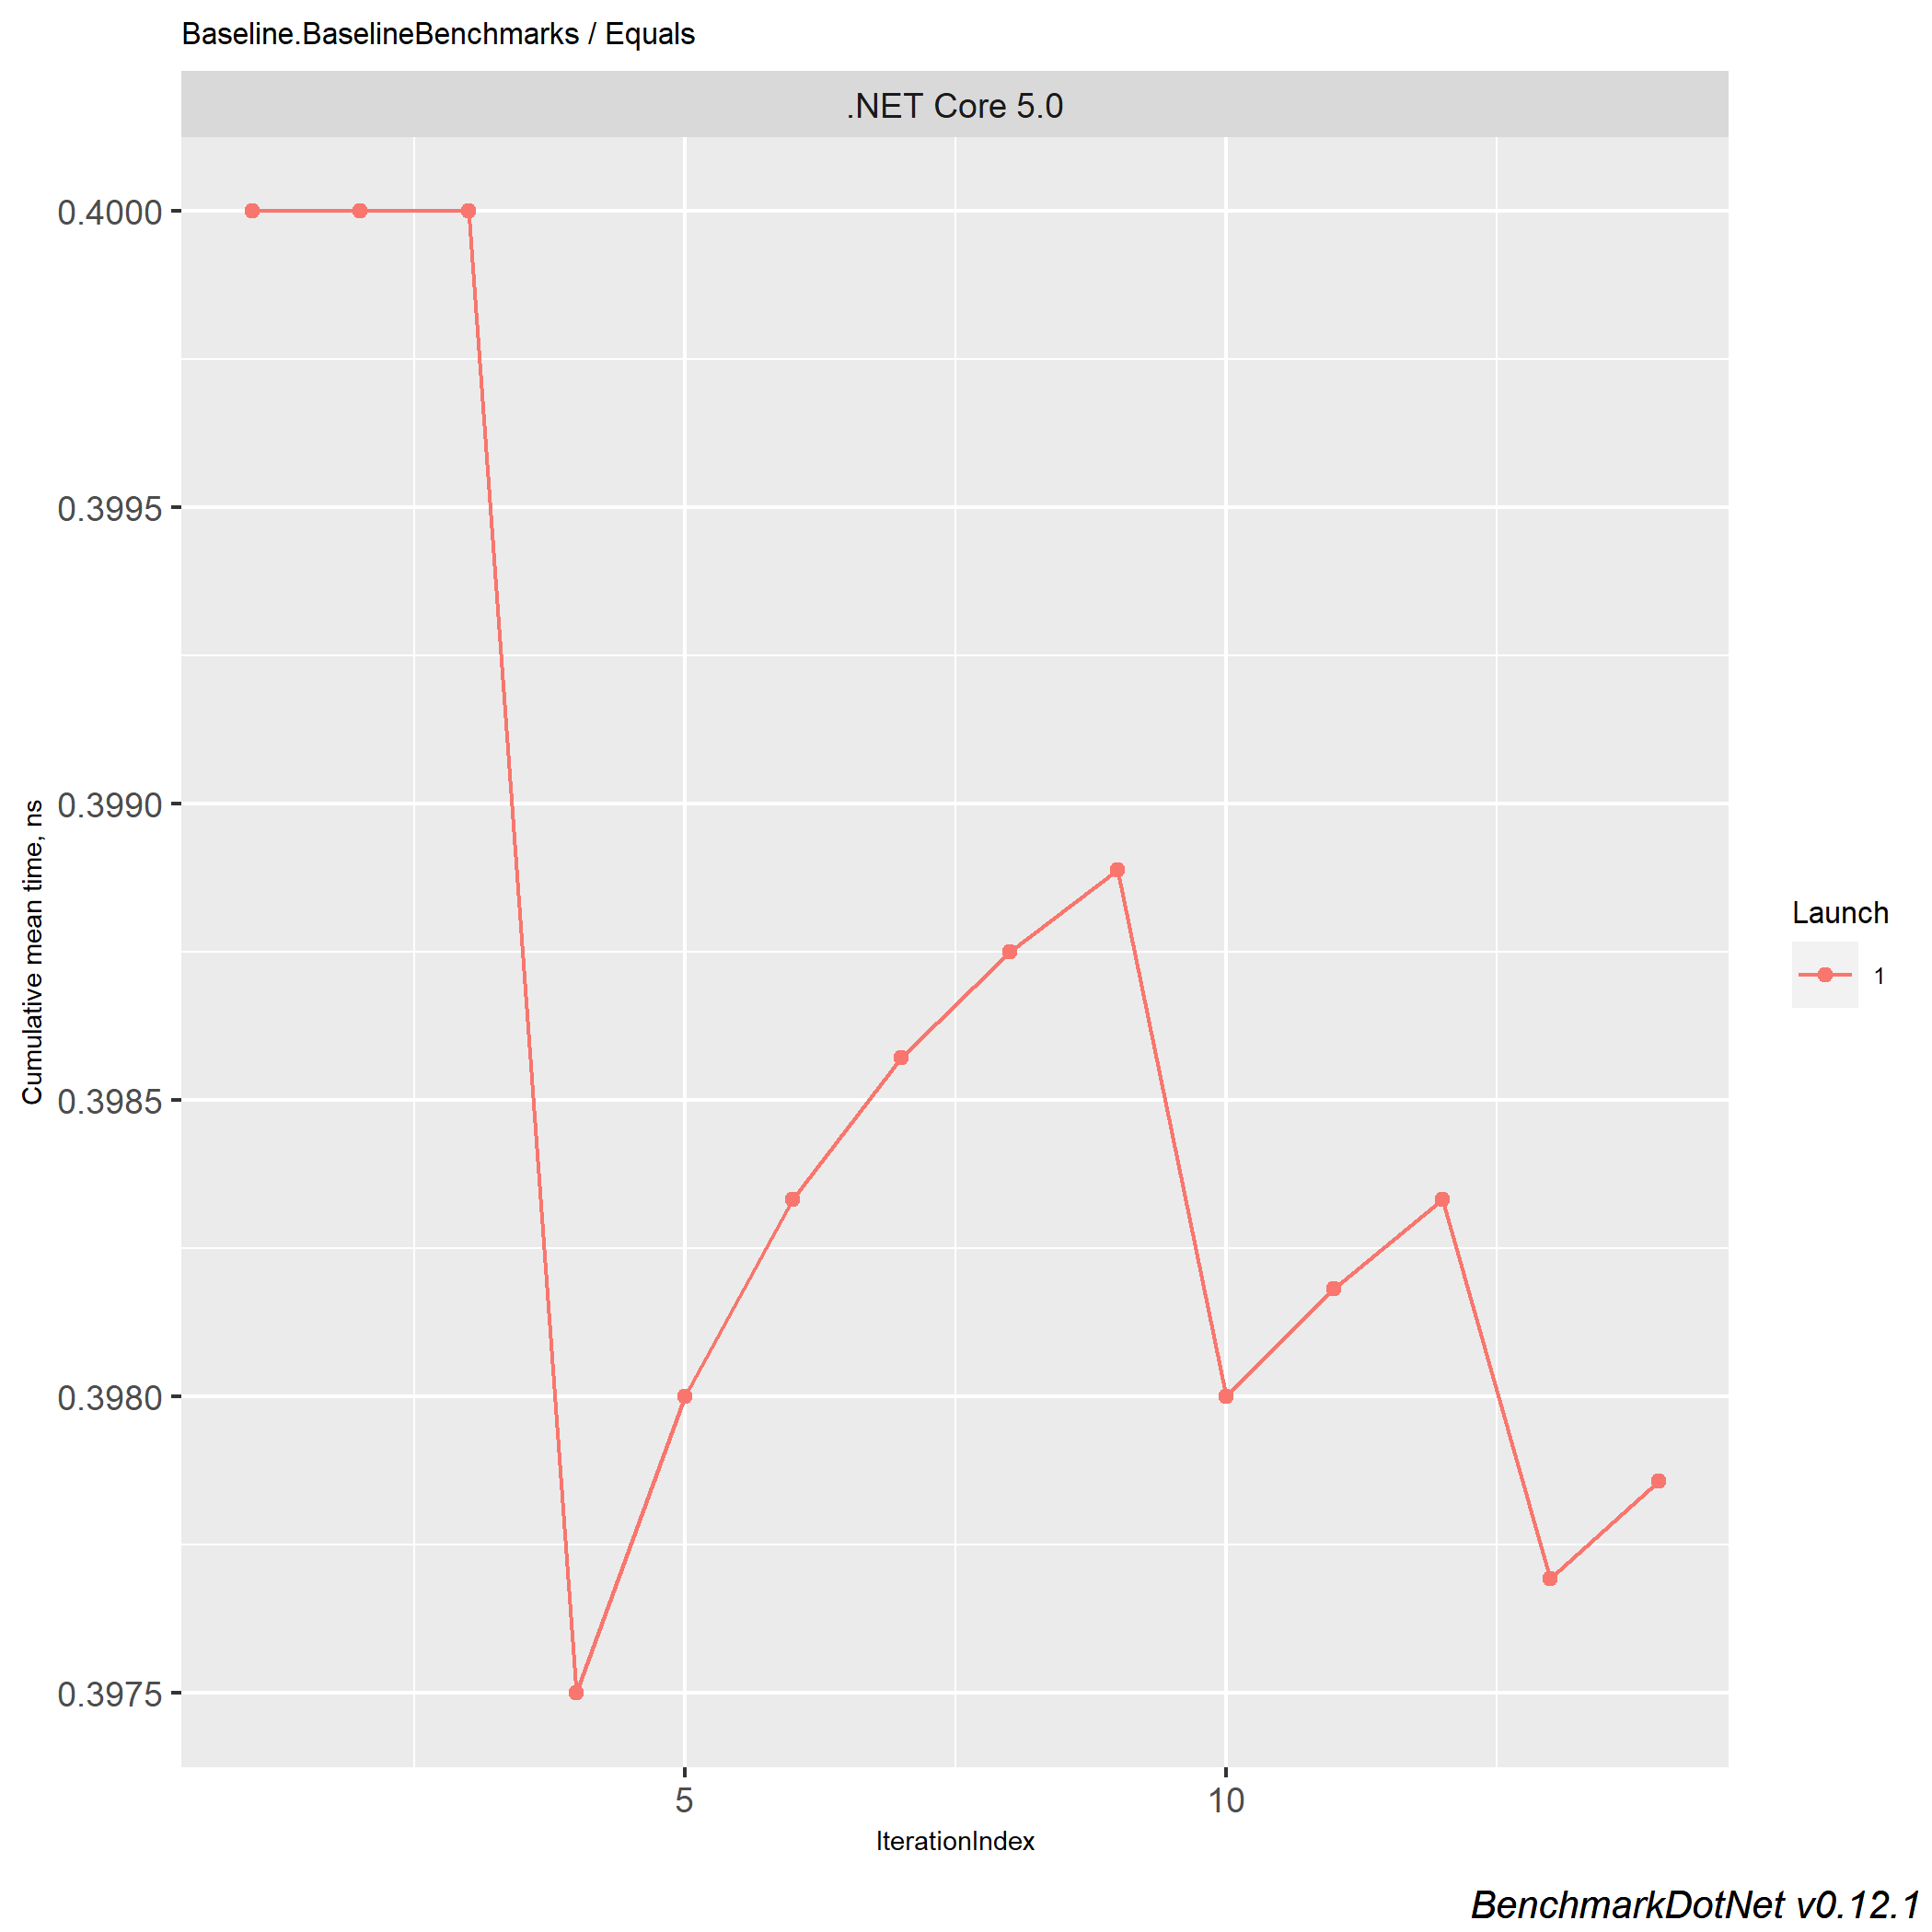 Baseline.BaselineBenchmarks / Equals
.NET Core 5.0
0.4000
0.3995
0.3990
0.3985
0.3980
0.3975
Cumulative mean time, ns
5
10
IterationIndex
Launch
1
BenchmarkDotNet v0.12.1